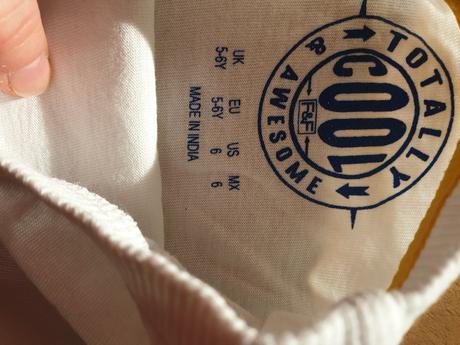 TOTALLY
COOL
F&F
& AWESOME
UK EU US MX
5-6Y 5-6Y 6 6
MADE IN INDIA